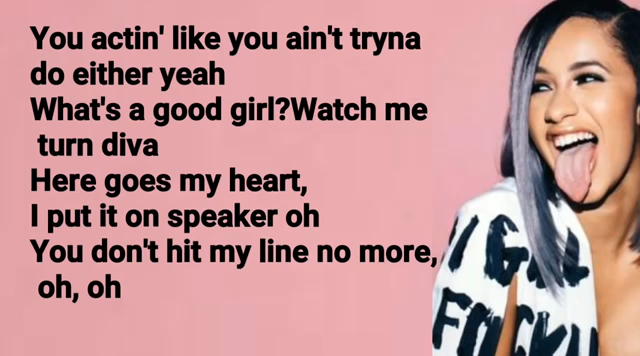 You actin' like you ain't tryna
do either yeah
What's a good girl?Watch me
turn diva
Here goes my heart,
I put it on speaker oh
You don't hit my line no more,
oh, oh